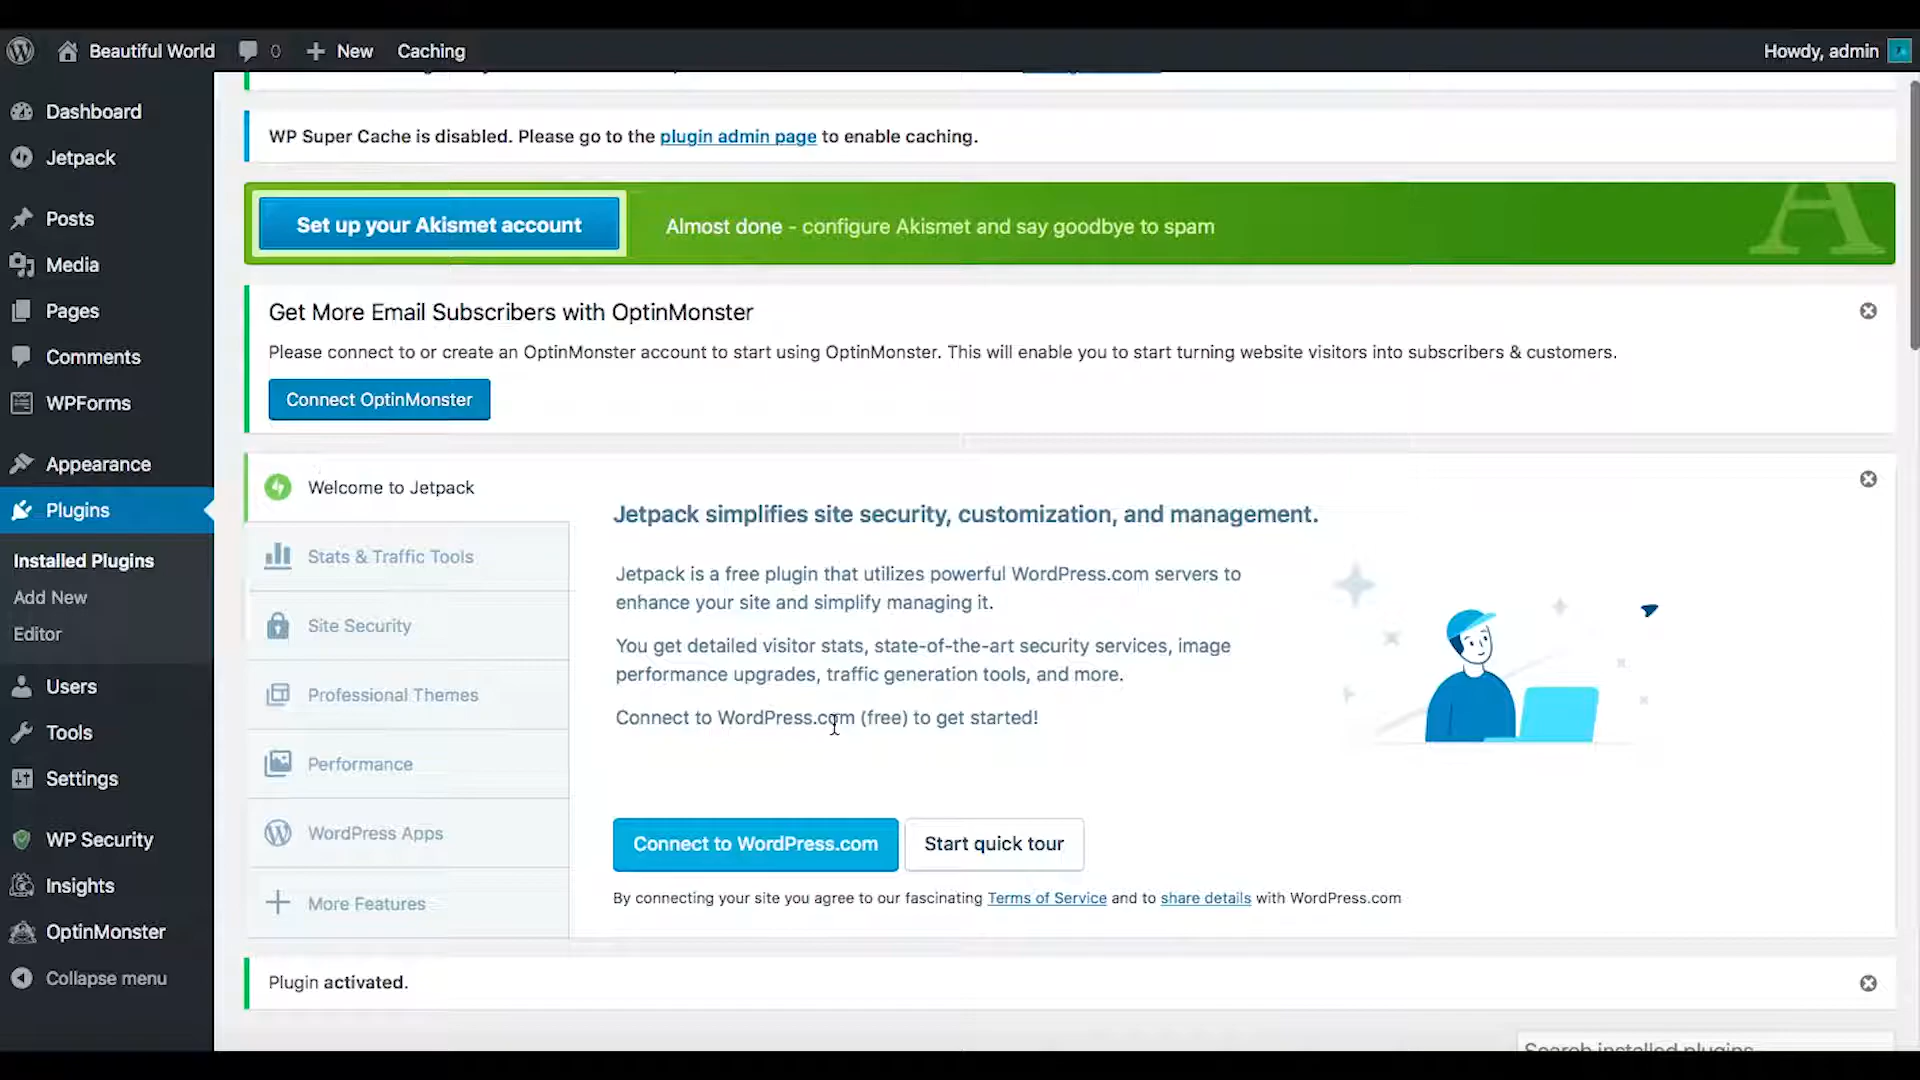 Beautiful World
0
New
Caching
Howdy, admin
Dashboard
Jetpack
Posts
Media
Pages
Comments
WPForms
Appearance
Plugins
Installed Plugins
Add New
Editor
Users
Tools
Settings
WP Security
Insights
OptinMonster
Collapse menu
WP Super Cache is disabled. Please go to the plugin admin page to enable caching.
Set up your Akismet account
Almost done - configure Akismet and say goodbye to spam
A
Get More Email Subscribers with OptinMonster
Please connect to or create an OptinMonster account to start using OptinMonster. This will enable you to start turning website visitors into subscribers & customers.
Connect OptinMonster
Welcome to Jetpack
Stats & Traffic Tools
Site Security
Professional Themes
Performance
WordPress Apps
More Features
Jetpack simplifies site security, customization, and management.
Jetpack is a free plugin that utilizes powerful WordPress.com servers to
enhance your site and simplify managing it.
You get detailed visitor stats, state-of-the-art security services, image
performance upgrades, traffic generation tools, and more.
Connect to WordPress.com (free) to get started!
Connect to WordPress.com
Start quick tour
By connecting your site you agree to our fascinating Terms of Service and to share details with WordPress.com
Plugin activated.
Search installed plugins